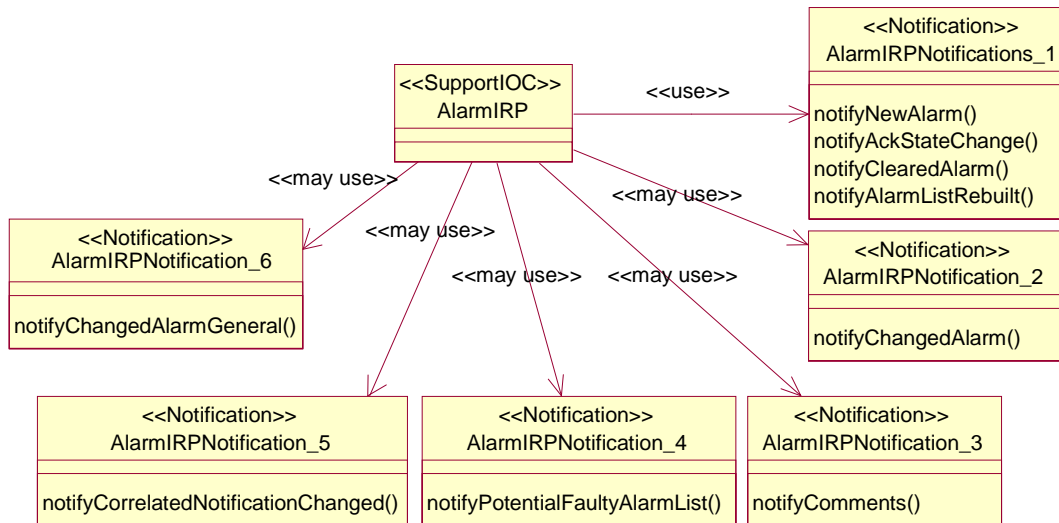 <<Notification>>
AlarmIRPNotifications_1
notifyNewAlarm()
notifyAckStateChange()
notifyClearedAlarm()
notifyAlarmListRebuilt()
<<SupportIOC>>
AlarmIRP
<<use>>
<<may use>>
<<may use>>
<<may use>>
<<may use>>
<<may use>>
<<Notification>>
AlarmIRPNotification_6
notifyChangedAlarmGeneral()
<<Notification>>
AlarmIRPNotification_2
notifyChangedAlarm()
<<Notification>>
AlarmIRPNotification_5
notifyCorrelatedNotificationChanged()
<<Notification>>
AlarmIRPNotification_4
notifyPotentialFaultyAlarmList()
<<Notification>>
AlarmIRPNotification_3
notifyComments()